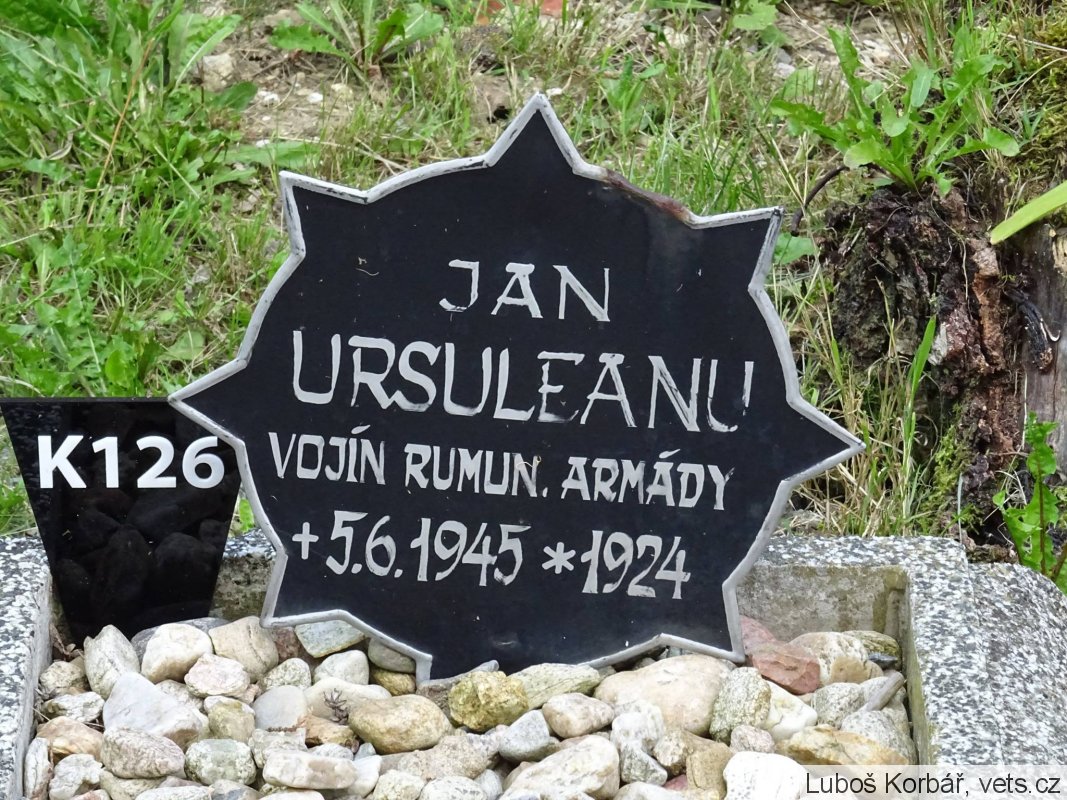 JAN
URSULEANU
VOJÍN RUMUN. ARMÁDY
+ 5.6.1945 *1924
K126
Luboš Korbář, vets.cz